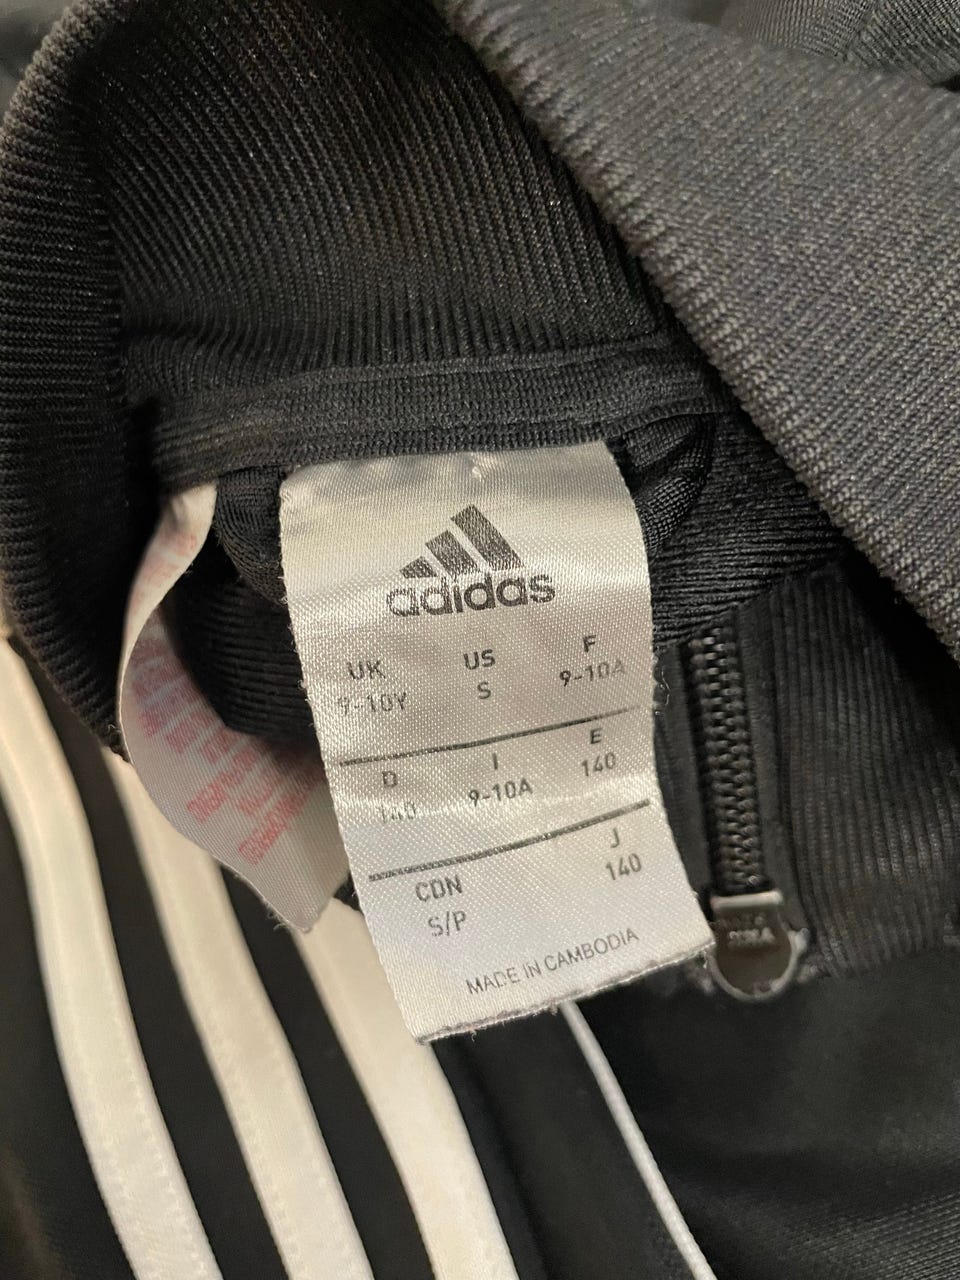 adidas
UK US F
9-10Y S 9-10A
D I E
140 9-10A 140
CDN J
S/P 140
MADE IN CAMBODIA